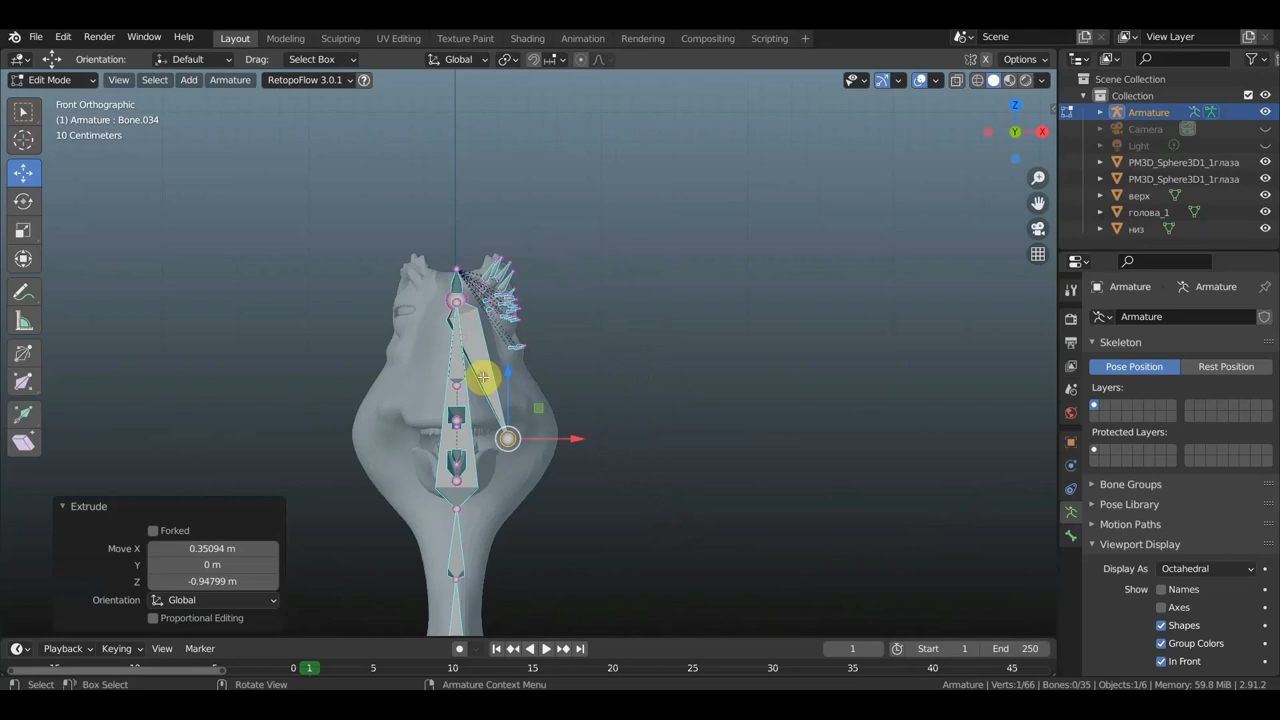 File Edit Render Window Help
Layout Modeling Sculpting UV Editing Texture Paint Shading Animation Rendering Compositing Scripting +
Scene View Layer
Orientation: Default Drag: Select Box Global Options
Edit Mode View Select Add Armature RetopoFlow 3.0.1
Front Orthographic
(1) Armature : Bone.034
10 Centimeters
Z
Y
X
Scene Collection
Collection
Armature
Camera
Light
PM3D_Sphere3D1_1глаза
PM3D_Sphere3D1_1глаза
верх
голова_1
низ
Armature Armature
Armature
Skeleton
Pose Position Rest Position
Layers:
Protected Layers:
Bone Groups
Pose Library
Motion Paths
Viewport Display
Display As Octahedral
Show Names
Axes
Shapes
Group Colors
In Front
Extrude
Forked
Move X 0.35094 m
Y 0 m
Z -0.94799 m
Orientation Global
Proportional Editing
Playback Keying View Marker 1 Start 1 End 250
0 1 5 10 15 20 25 30 35 40 45
Select Box Select Rotate View Armature Context Menu Armature | Verts:1/66 | Bones:0/35 | Objects:1/6 | Memory: 59.8 MiB | 2.91.2